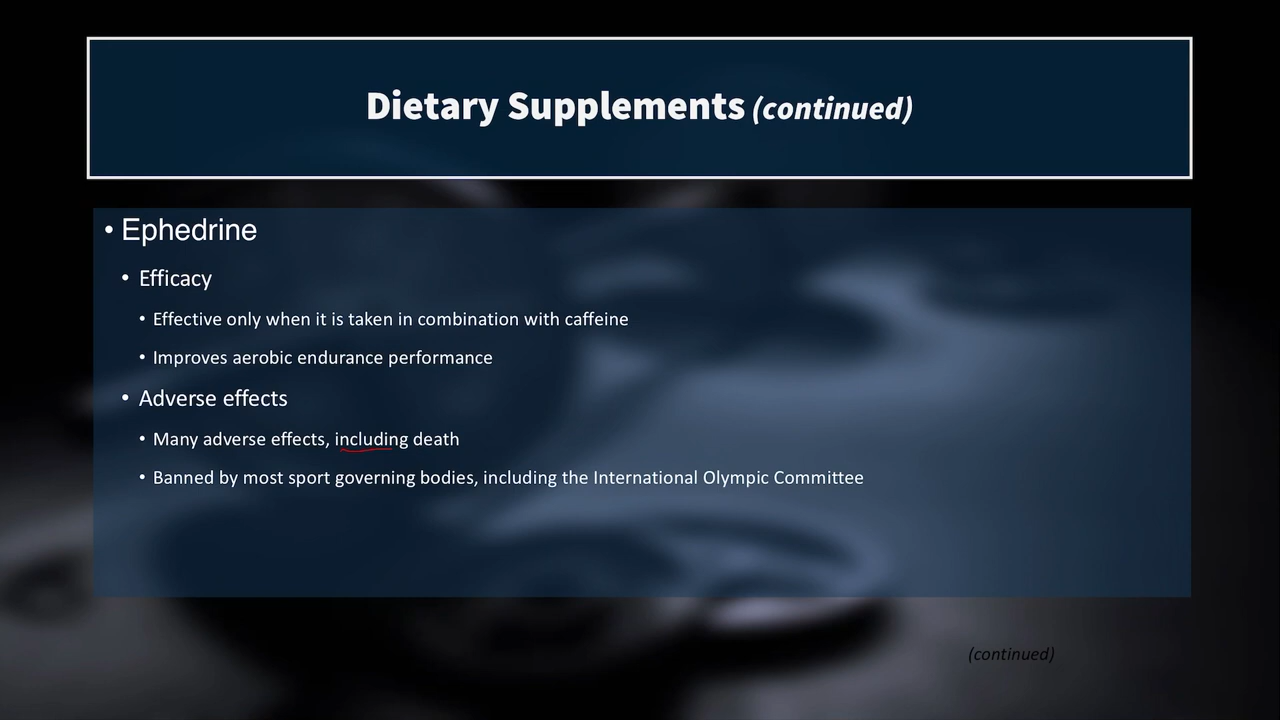 Dietary Supplements (continued)
• Ephedrine
• Efficacy
• Effective only when it is taken in combination with caffeine
• Improves aerobic endurance performance
• Adverse effects
• Many adverse effects, including death
• Banned by most sport governing bodies, including the International Olympic Committee
(continued)